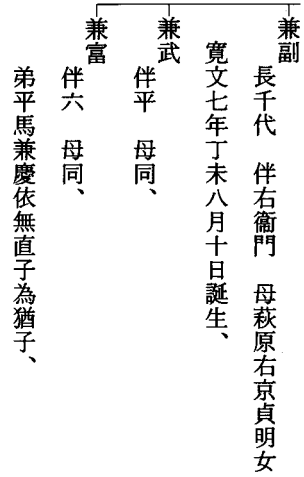 兼副
長千代　伴右衞門　母萩原右京貞明女
寛文七年丁未八月十日誕生、
兼武
伴平　母同、
兼富
伴六　母同、
弟平馬兼慶依無直子為猶子、